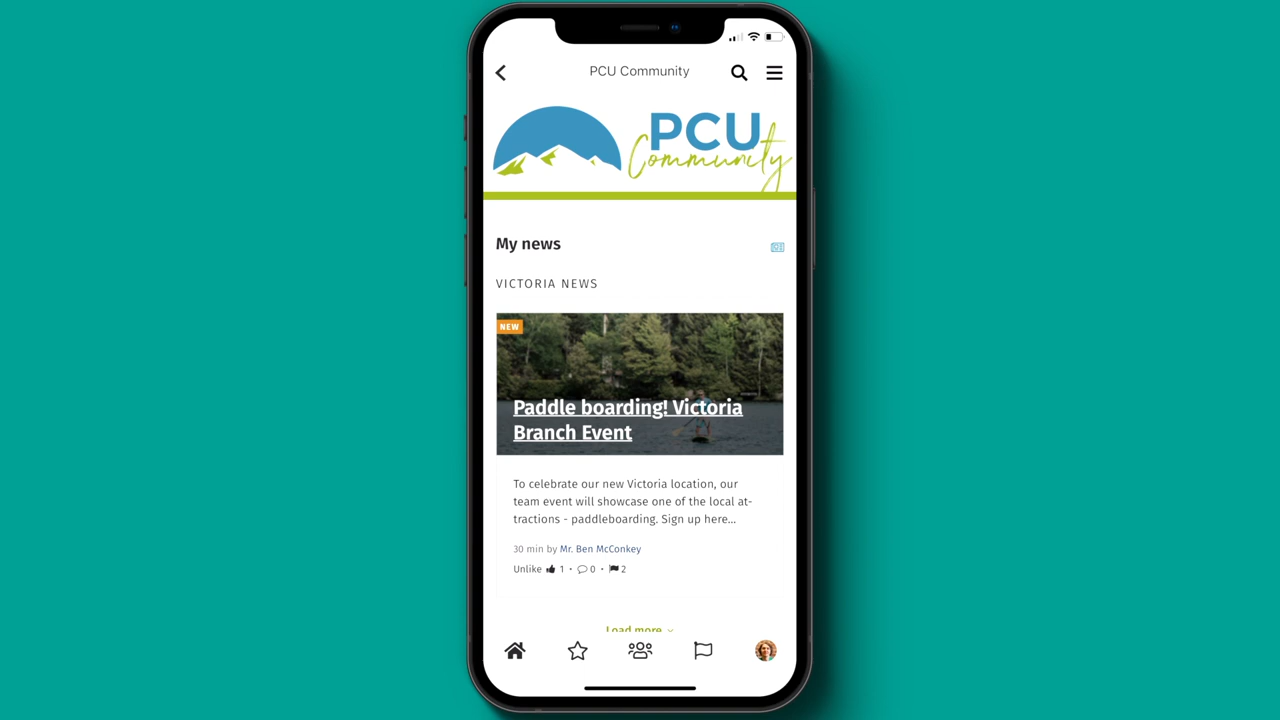 PCU Community
PCU
Community
My news
VICTORIA NEWS
NEW
Paddle boarding! Victoria
Branch Event
To celebrate our new Victoria location, our
team event will showcase one of the local at-
tractions - paddleboarding. Sign up here...
30 min by Mr. Ben McConkey
Unlike 1 • 0 • 2
Load more